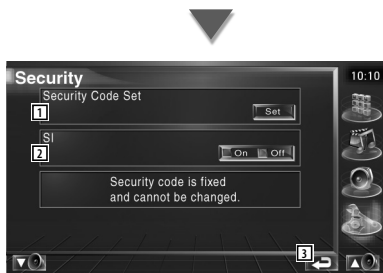 Security
10:10
Security Code Set
1
Set
SI
2
On Off
Security code is fixed
and cannot be changed.
3